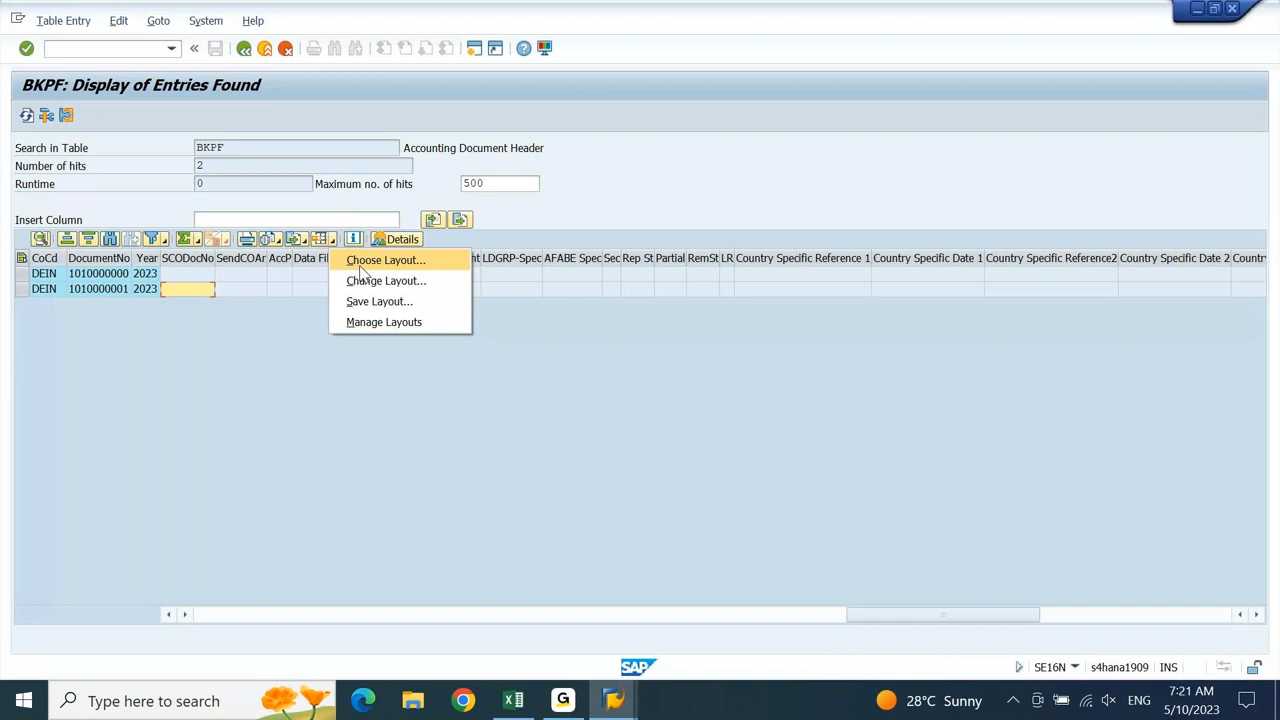 Table Entry Edit Goto System Help
BKPF: Display of Entries Found
Search in Table BKPF Accounting Document Header
Number of hits 2
Runtime 0 Maximum no. of hits 500
Insert Column
Details
CoCd DocumentNo Year SCODocNo SendCOAr AccP Data Fil LDGRP-Spec AFABE Spec Sec Rep St Partial RemSt LR Country Specific Reference 1 Country Specific Date 1 Country Specific Reference2 Country Specific Date 2 Countr
DEIN 1010000000 2023
DEIN 1010000001 2023
Choose Layout...
Change Layout...
Save Layout...
Manage Layouts
SAP
SE16N s4hana1909 INS
Type here to search
28°C Sunny
ENG
7:21 AM
5/10/2023